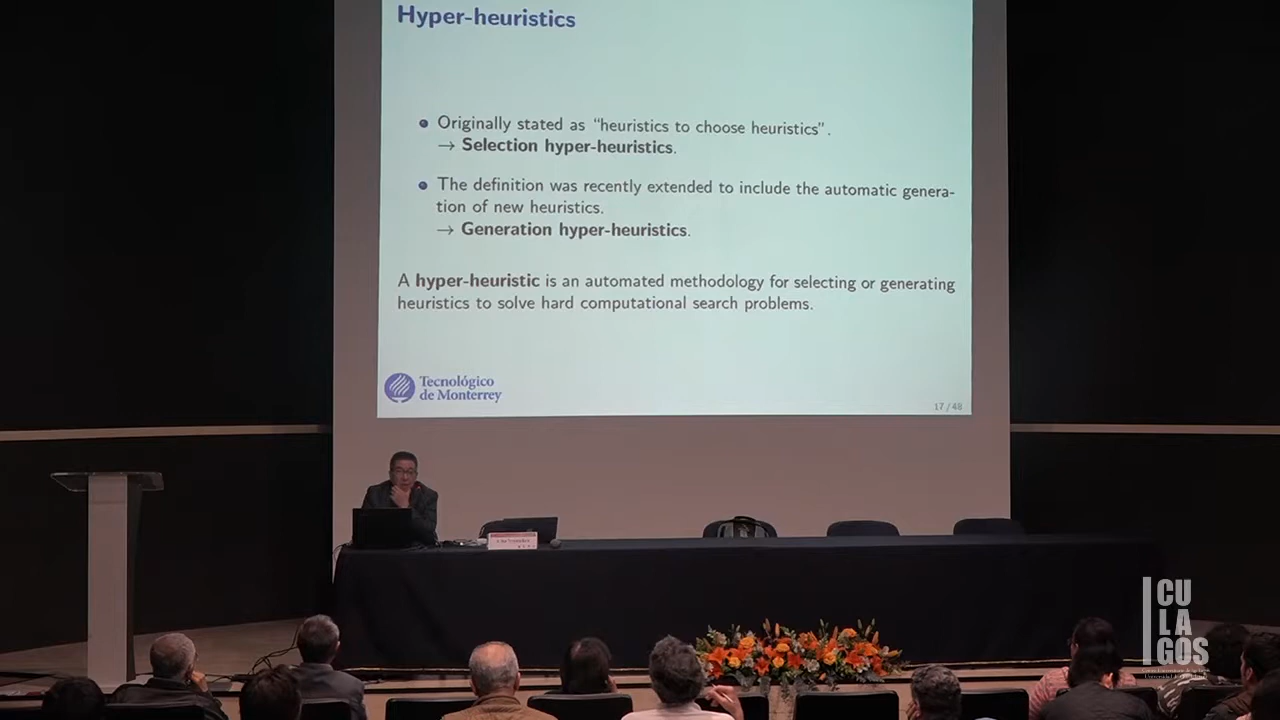 Hyper-heuristics
Originally stated as “heuristics to choose heuristics”.
→ Selection hyper-heuristics.
The definition was recently extended to include the automatic genera-
tion of new heuristics.
→ Generation hyper-heuristics.
A hyper-heuristic is an automated methodology for selecting or generating
heuristics to solve hard computational search problems.
Tecnológico
de Monterrey
17 / 48
CU
LA
GOS